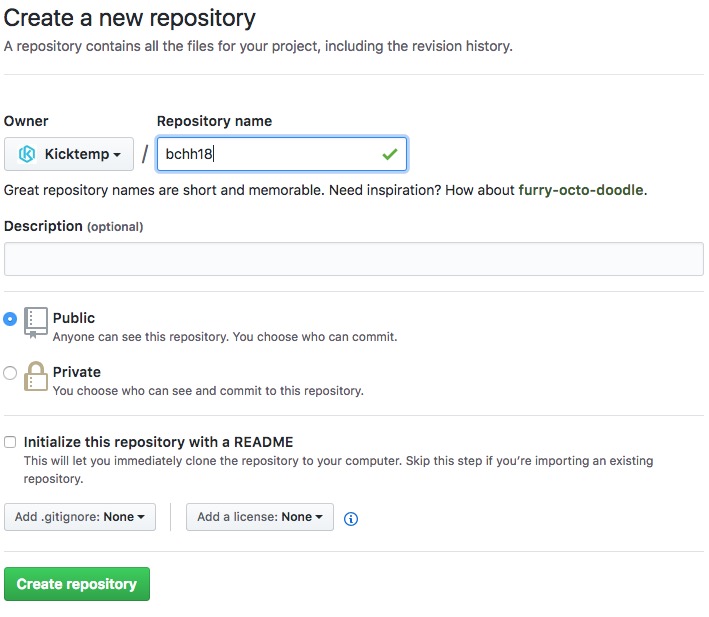 Create a new repository
A repository contains all the files for your project, including the revision history.
Owner
Repository name
Kicktemp
/
bchh18
Great repository names are short and memorable. Need inspiration? How about furry-octo-doodle.
Description (optional)
Public
Anyone can see this repository. You choose who can commit.
Private
You choose who can see and commit to this repository.
Initialize this repository with a README
This will let you immediately clone the repository to your computer. Skip this step if you’re importing an existing
repository.
Add .gitignore: None
Add a license: None
Create repository